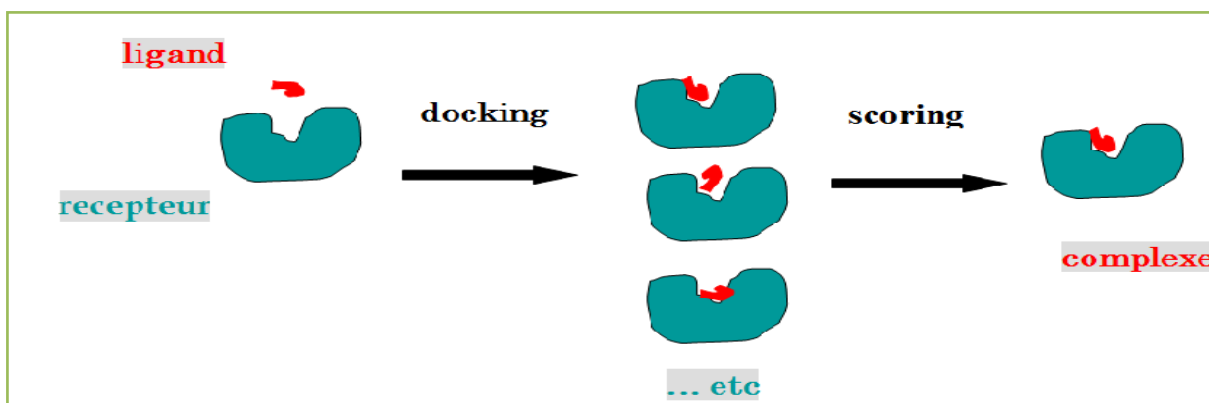 ligand
recepteur
docking
... etc
scoring
complexe